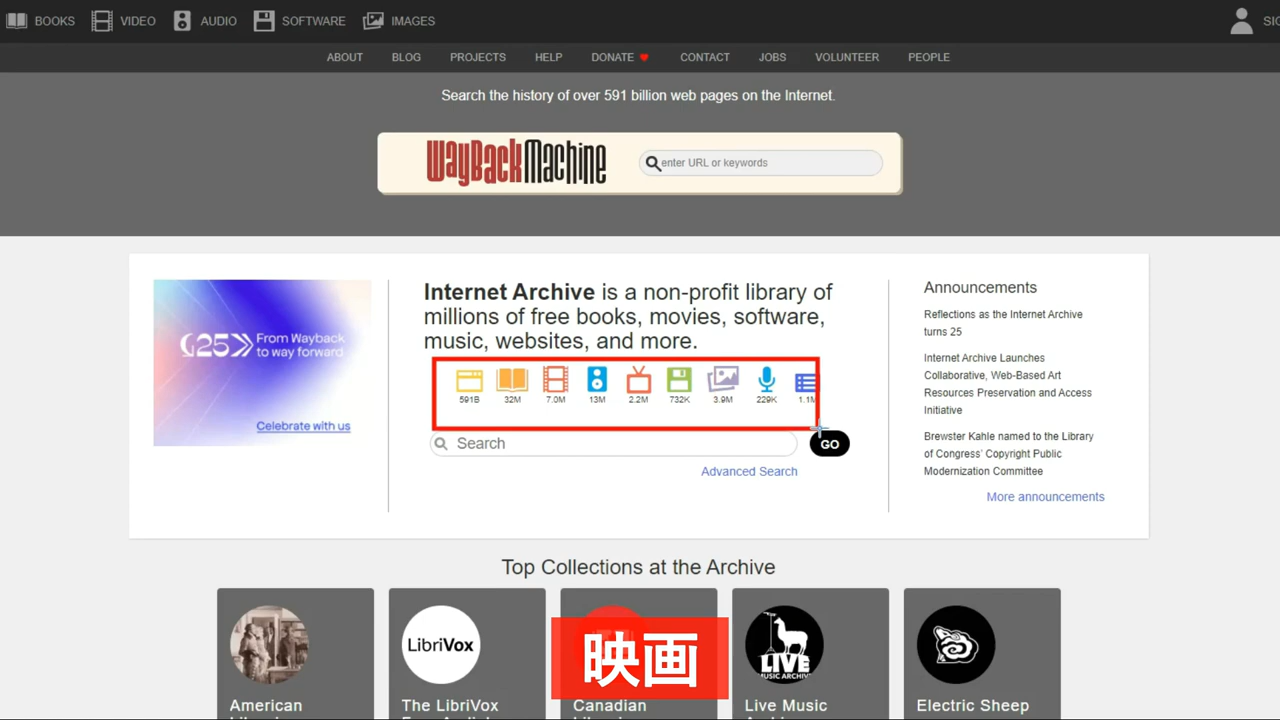 BOOKS VIDEO AUDIO SOFTWARE IMAGES
ABOUT BLOG PROJECTS HELP DONATE CONTACT JOBS VOLUNTEER PEOPLE
Search the history of over 591 billion web pages on the Internet.
WayBackMachine
enter URL or keywords
25 From Wayback
to way forward
Celebrate with us
Internet Archive is a non-profit library of
millions of free books, movies, software,
music, websites, and more.
591B 32M 7.0M 13M 2.2M 732K 3.9M 229K
Search
GO
Advanced Search
Announcements
Reflections as the Internet Archive
turns 25
Internet Archive Launches
Collaborative, Web-Based Art
Resources Preservation and Access
Initiative
Brewster Kahle named to the Library
of Congress' Copyright Public
Modernization Committee
More announcements
Top Collections at the Archive
American
LibriVox
The LibriVox
映画
Canadian
LIVE
MUSIC ARCHIVE
Live Music
Electric Sheep